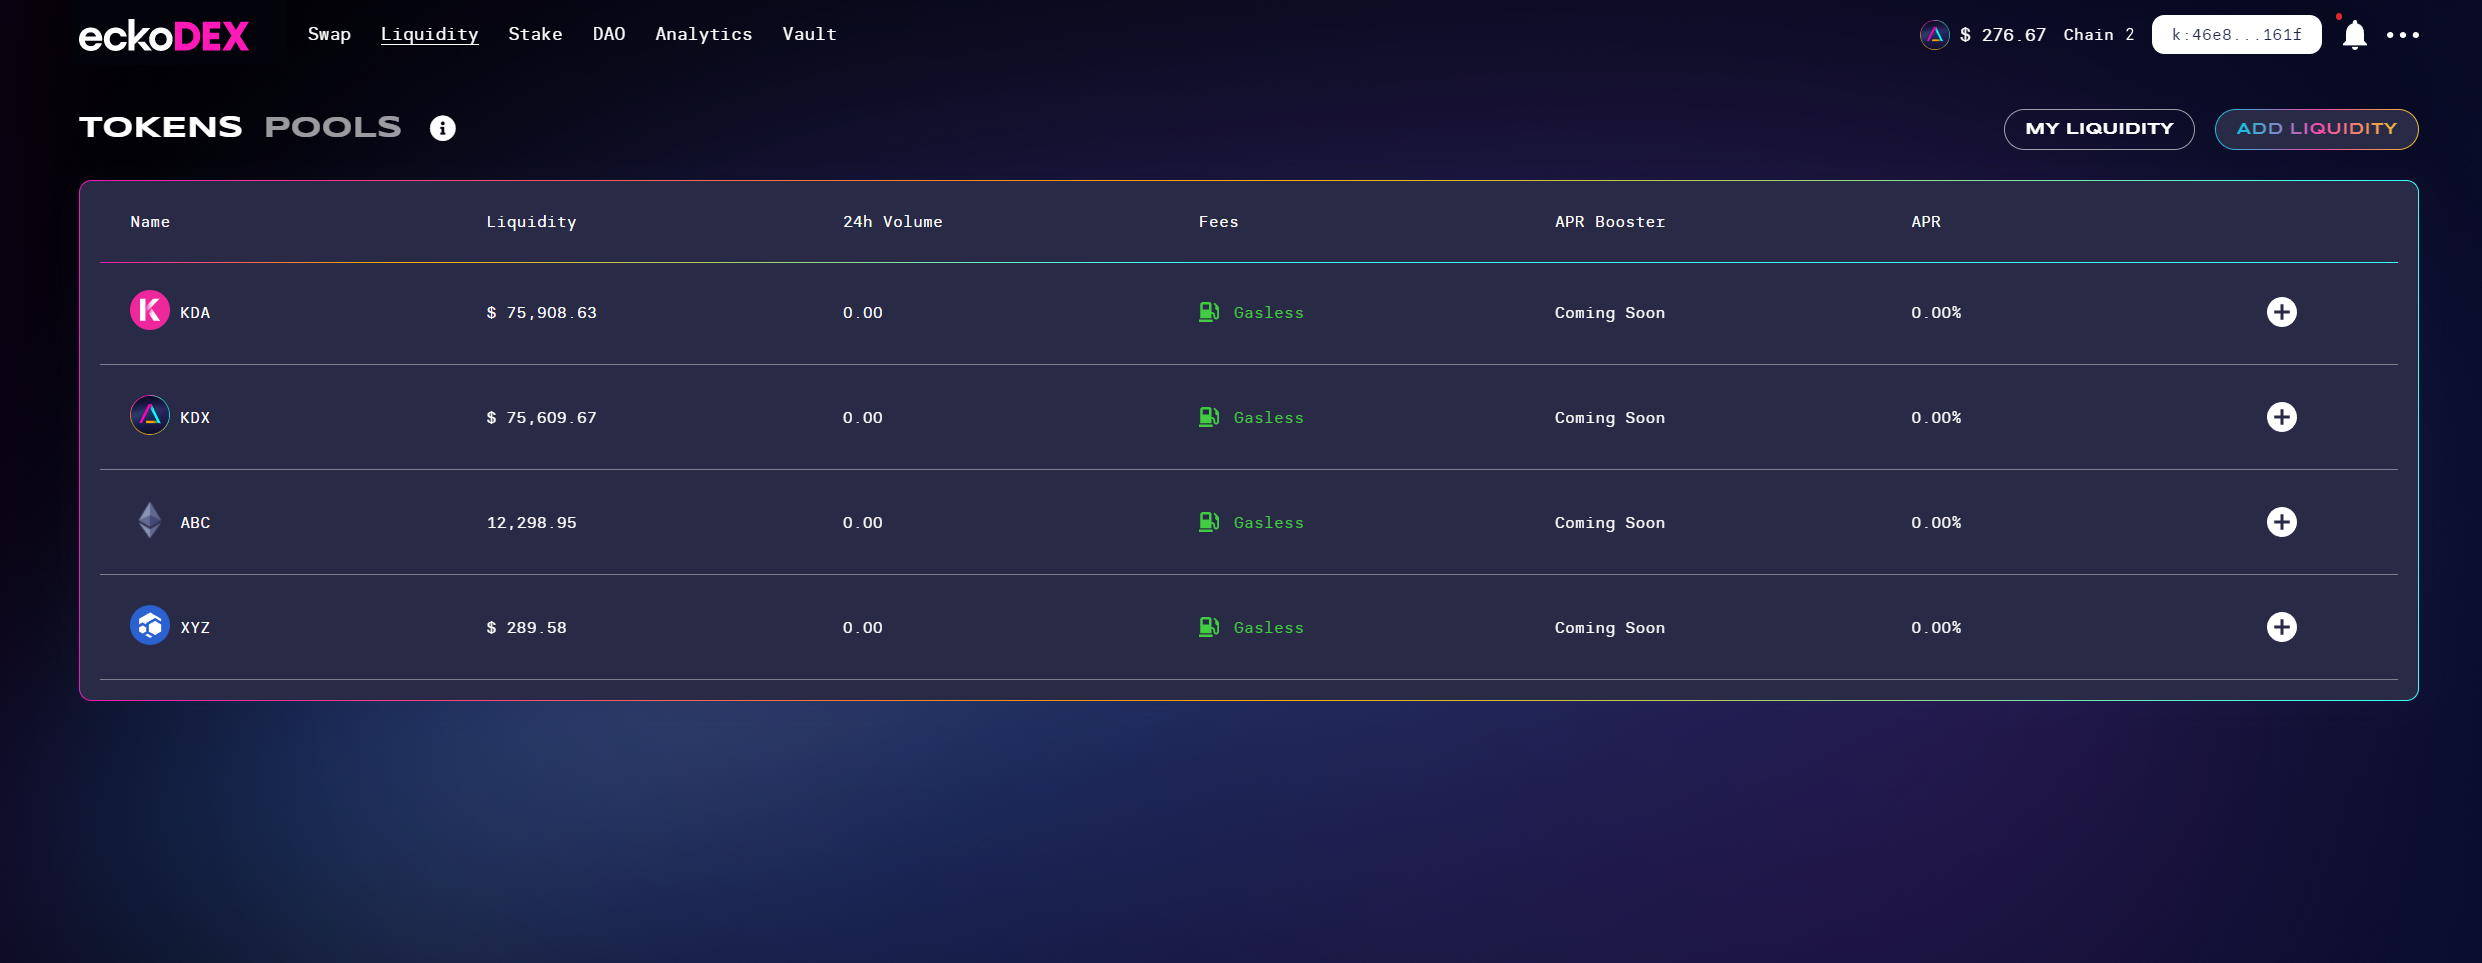 eckoDEX Swap Liquidity Stake DAO Analytics Vault $ 276.67 Chain 2 k:46e8...161f
TOKENS POOLS MY LIQUIDITY ADD LIQUIDITY
Name Liquidity 24h Volume Fees APR Booster APR
KDA $ 75,908.63 0.00 Gasless Coming Soon 0.00%
KDX $ 75,609.67 0.00 Gasless Coming Soon 0.00%
ABC 12,298.95 0.00 Gasless Coming Soon 0.00%
XYZ $ 289.58 0.00 Gasless Coming Soon 0.00%